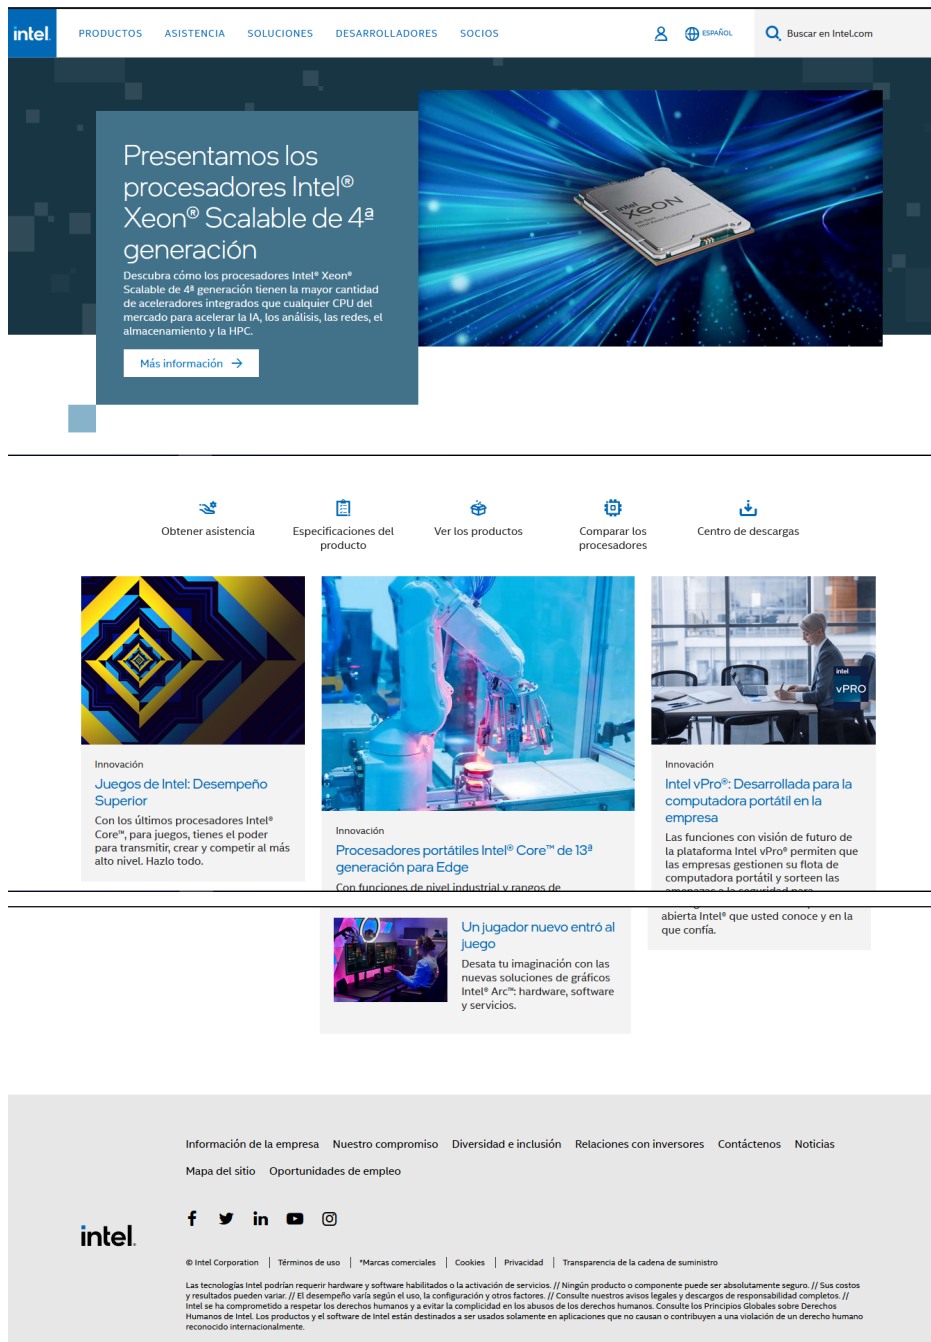 intel.
PRODUCTOS
ASISTENCIA
SOLUCIONES
DESARROLLADORES
SOCIOS
ESPAÑOL
Buscar en Intel.com
Presentamos los
procesadores Intel®
Xeon® Scalable de 4ª
generación
Descubra cómo los procesadores Intel® Xeon®
Scalable de 4ª generación tienen la mayor cantidad
de aceleradores integrados que cualquier CPU del
mercado para acelerar la IA, los análisis, las redes, el
almacenamiento y la HPC.
Más información
intel
XEON
Obtener asistencia
Especificaciones del
producto
Ver los productos
Comparar los
procesadores
Centro de descargas
Innovación
Juegos de Intel: Desempeño
Superior
Con los últimos procesadores Intel®
Core™, para juegos, tienes el poder
para transmitir, crear y competir al más
alto nivel. Hazlo todo.
Innovación
Procesadores portátiles Intel® Core™ de 13ª
generación para Edge
Con funciones de nivel industrial y rangos de
intel
vPRO
Innovación
Intel vPro®: Desarrollada para la
computadora portátil en la
empresa
Las funciones con visión de futuro de
la plataforma Intel vPro® permiten que
las empresas gestionen su flota de
computadora portátil y sorteen las
amenazas a la seguridad para
Un jugador nuevo entró al
juego
Desata tu imaginación con las
nuevas soluciones de gráficos
Intel® Arc™: hardware, software
y servicios.
abierta Intel® que usted conoce y en la
que confía.
Información de la empresa
Nuestro compromiso
Diversidad e inclusión
Relaciones con inversores
Contáctenos
Noticias
Mapa del sitio
Oportunidades de empleo
intel.
© Intel Corporation | Términos de uso | *Marcas comerciales | Cookies | Privacidad | Transparencia de la cadena de suministro
Las tecnologías Intel podrían requerir hardware y software habilitados o la activación de servicios. // Ningún producto o componente puede ser absolutamente seguro. // Sus costos
y resultados pueden variar. // El desempeño varía según el uso, la configuración y otros factores. // Consulte nuestros avisos legales y descargos de responsabilidad completos. //
Intel se ha comprometido a respetar los derechos humanos y a evitar la complicidad en los abusos de los derechos humanos. Consulte los Principios Globales sobre Derechos
Humanos de Intel. Los productos y el software de Intel están destinados a ser usados solamente en aplicaciones que no causan o contribuyen a una violación de un derecho humano
reconocido internacionalmente.